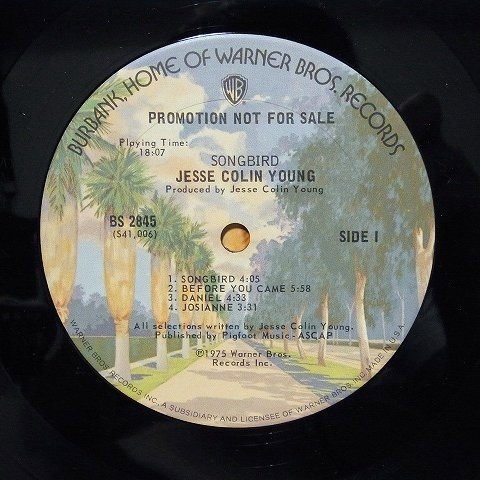 BURBANK, HOME OF WARNER BROS. RECORDS
WB
PROMOTION NOT FOR SALE
Playing Time:
18:07
SONGBIRD
JESSE COLIN YOUNG
Produced by Jesse Colin Young
BS 2845
(S41,006)
SIDE I
1. SONGBIRD 4:05
2. BEFORE YOU CAME 5:58
3. DANIEL 4:33
4. JOSIANNE 3:31
All selections written by Jesse Colin Young.
Published by Pigfoot Music - ASCAP
©1975 Warner Bros.
Records Inc.
WARNER BROS. RECORDS INC., A SUBSIDIARY AND LICENSEE OF WARNER BROS. INC. MADE IN U.S.A.